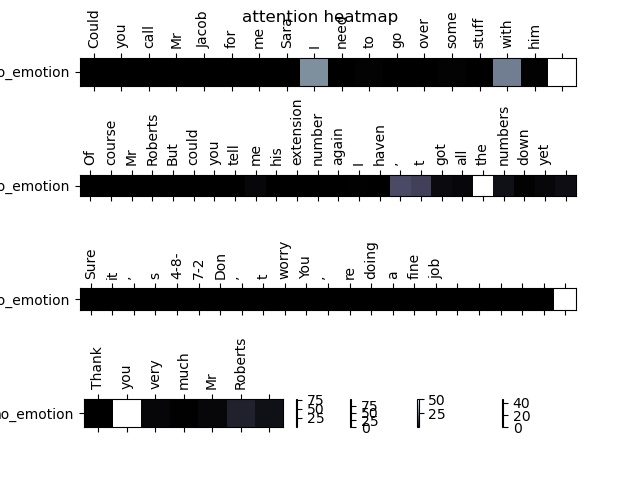 attention heatmap
Could you call Mr Jacob for me Sara I need to go over some stuff with him
o_emotion
Of course Mr Roberts But could you tell me his extension number again I haven ' t got all the numbers down yet
o_emotion
Sure it ' s 4-8- 7-2 Don ' t worry You ' re doing a fine job
o_emotion
Thank you very much Mr Roberts
no_emotion
75 50 25
75 50 25 0
50 25
40 20 0